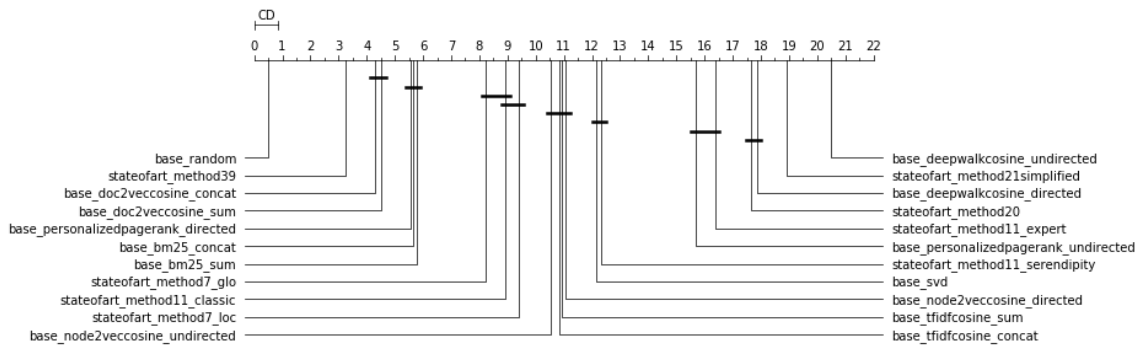 CD
0 1 2 3 4 5 6 7 8 9 10 11 12 13 14 15 16 17 18 19 20 21 22
base_random
stateofart_method39
base_doc2veccosine_concat
base_doc2veccosine_sum
base_personalizedpagerank_directed
base_bm25_concat
base_bm25_sum
stateofart_method7_glo
stateofart_method11_classic
stateofart_method7_loc
base_node2veccosine_undirected
base_deepwalkcosine_undirected
stateofart_method21simplified
base_deepwalkcosine_directed
stateofart_method20
stateofart_method11_expert
base_personalizedpagerank_undirected
stateofart_method11_serendipity
base_svd
base_node2veccosine_directed
base_tfidfcosine_sum
base_tfidfcosine_concat